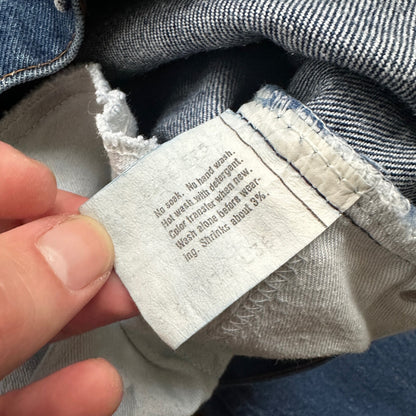 No soak. No hand wash.
Hot wash with detergent.
Color transfer when new.
Wash alone before wear-
ing. Shrinks about 3%.